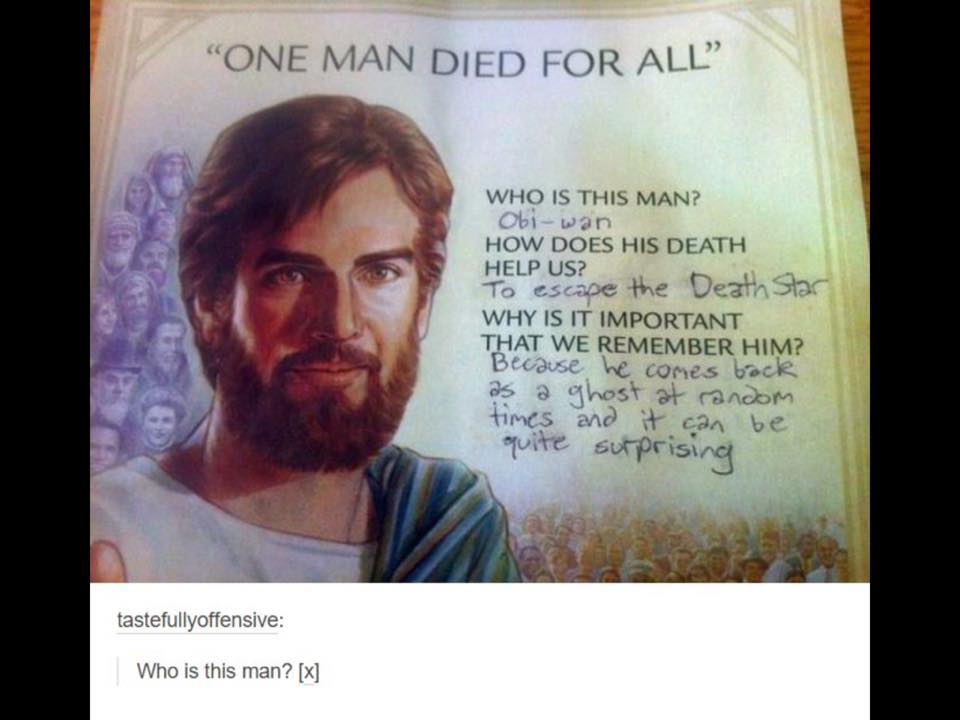 “ONE MAN DIED FOR ALL”
WHO IS THIS MAN?
Obi-wan
HOW DOES HIS DEATH
HELP US?
To escape the Death Star
WHY IS IT IMPORTANT
THAT WE REMEMBER HIM?
Because he comes back
as a ghost at random
times and it can be
quite surprising
tastefullyoffensive:
Who is this man? [x]